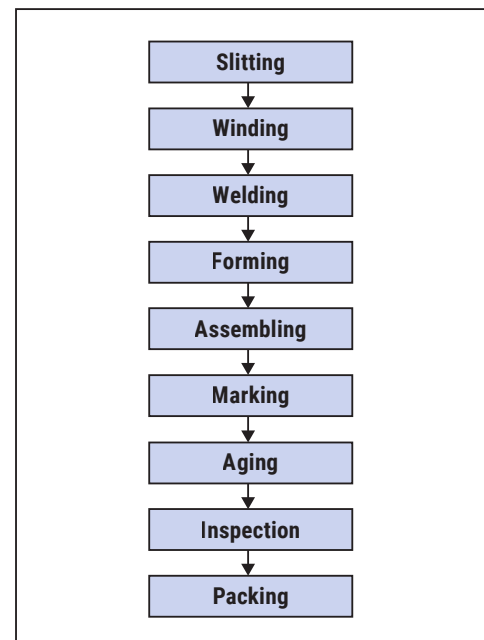 Slitting
Winding
Welding
Forming
Assembling
Marking
Aging
Inspection
Packing